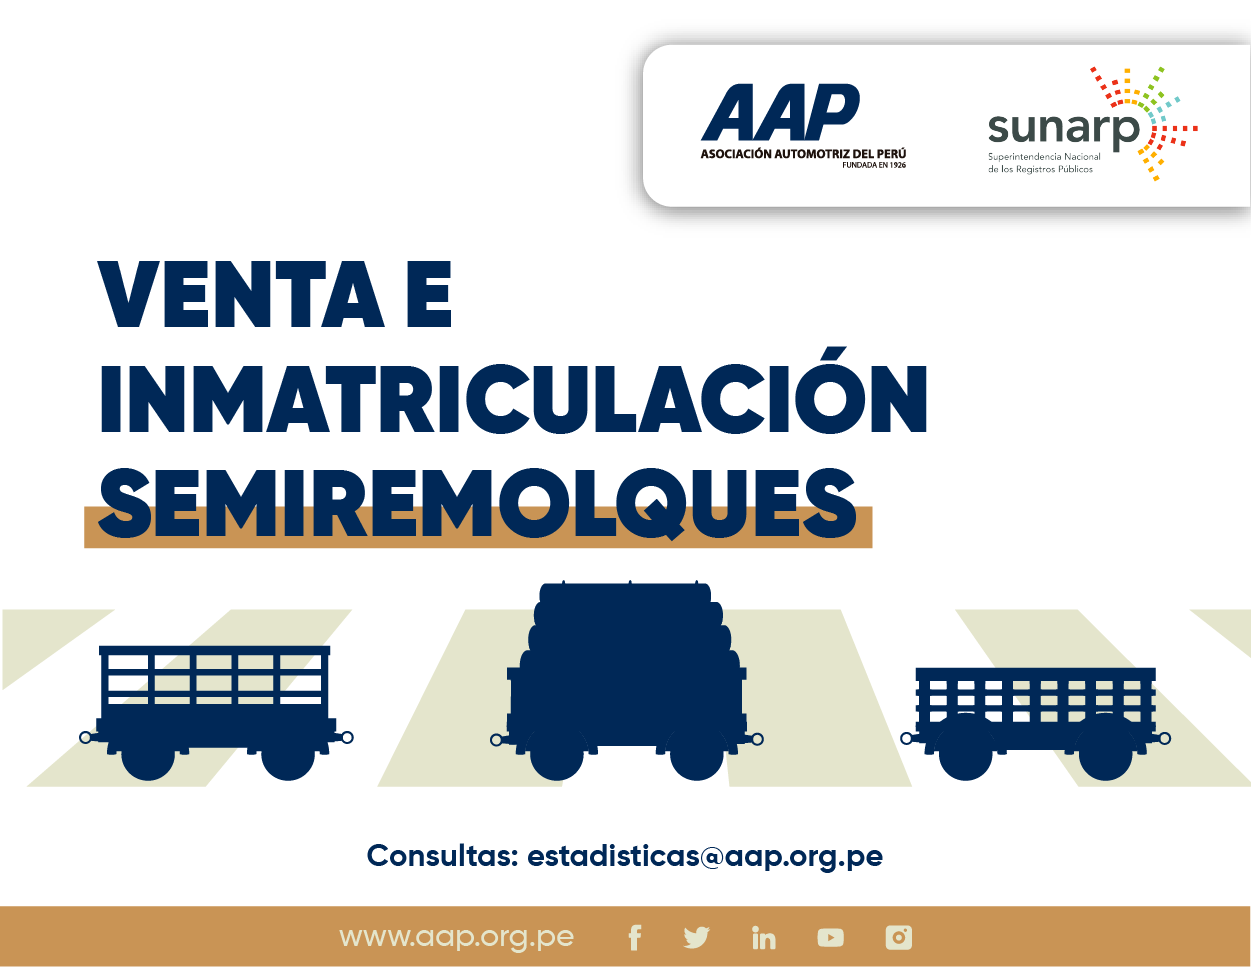 AAP
ASOCIACIÓN AUTOMOTRIZ DEL PERÚ
FUNDADA EN 1926
sunarp
Superintendencia Nacional
de los Registros Públicos
VENTA E
INMATRICULACIÓN
SEMIREMOLQUES
Consultas: estadisticas@aap.org.pe
www.aap.org.pe